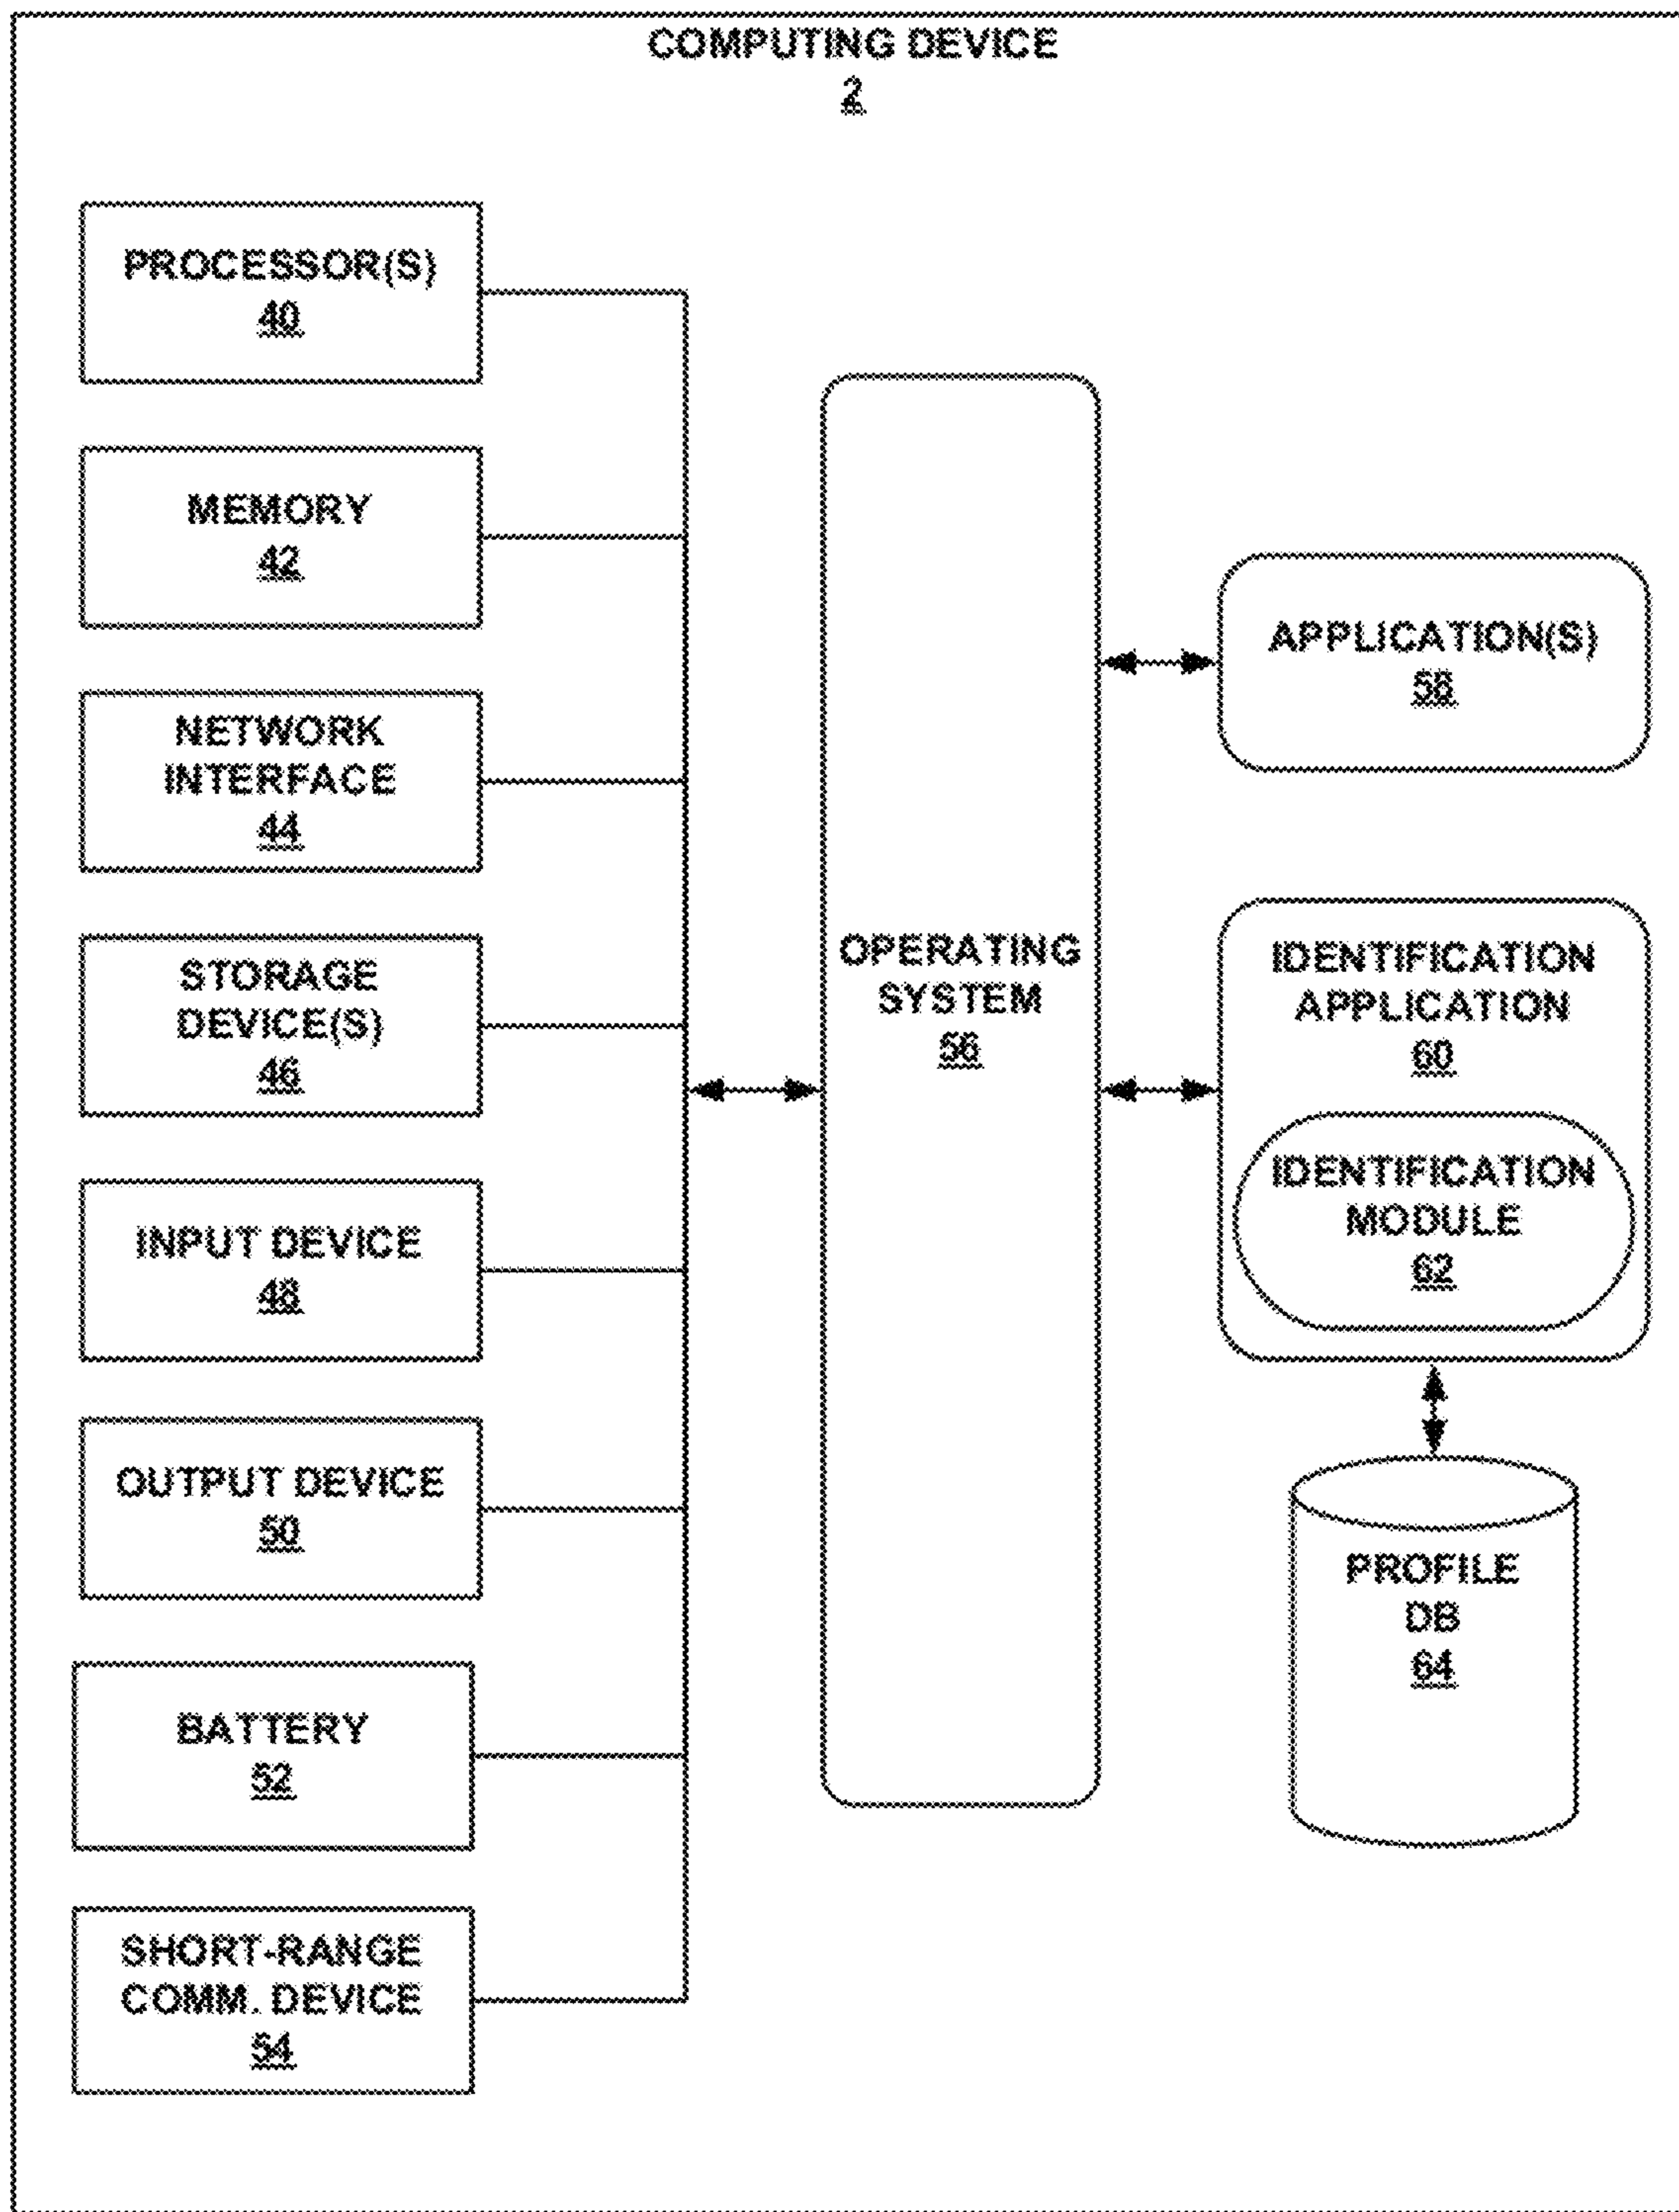 COMPUTING DEVICE
2
PROCESSOR(S)
40
MEMORY
42
NETWORK
INTERFACE
44
STORAGE
DEVICE(S)
46
INPUT DEVICE
48
OUTPUT DEVICE
50
BATTERY
52
SHORT-RANGE
COMM. DEVICE
54
OPERATING
SYSTEM
56
APPLICATION(S)
58
IDENTIFICATION
APPLICATION
60
IDENTIFICATION
MODULE
62
PROFILE
DB
64